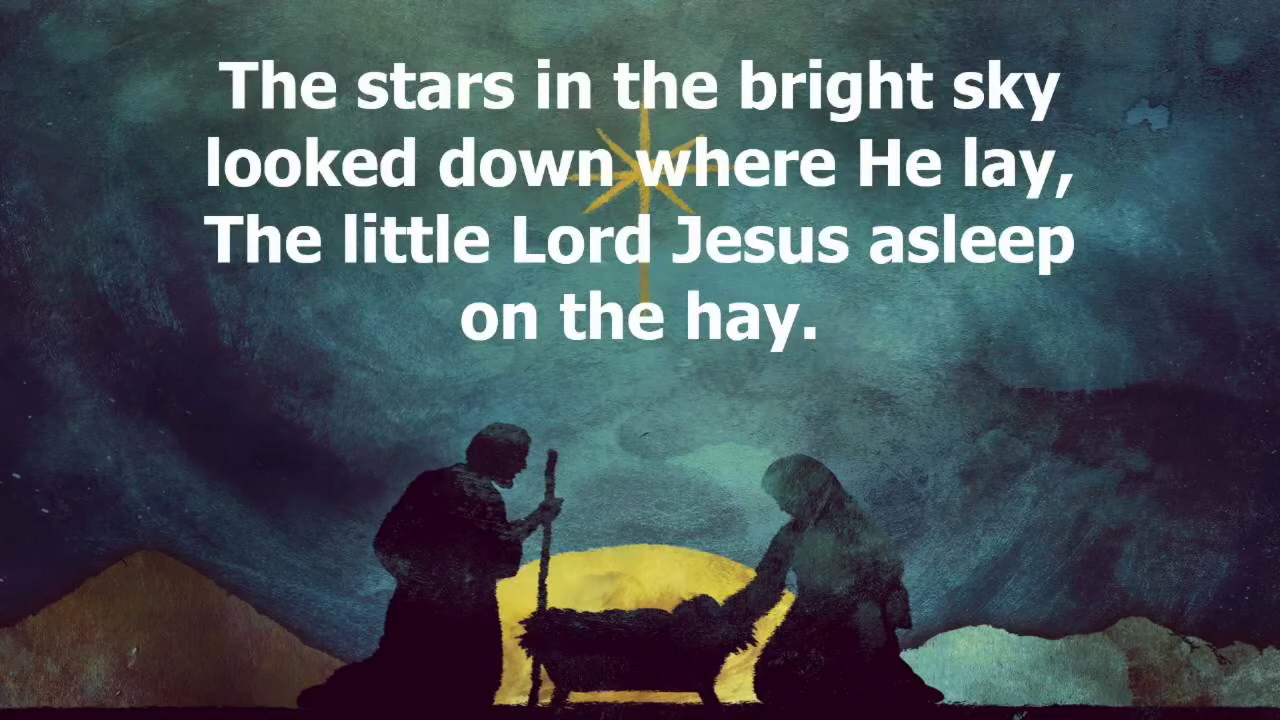 The stars in the bright sky
looked down where He lay,
The little Lord Jesus asleep
on the hay.